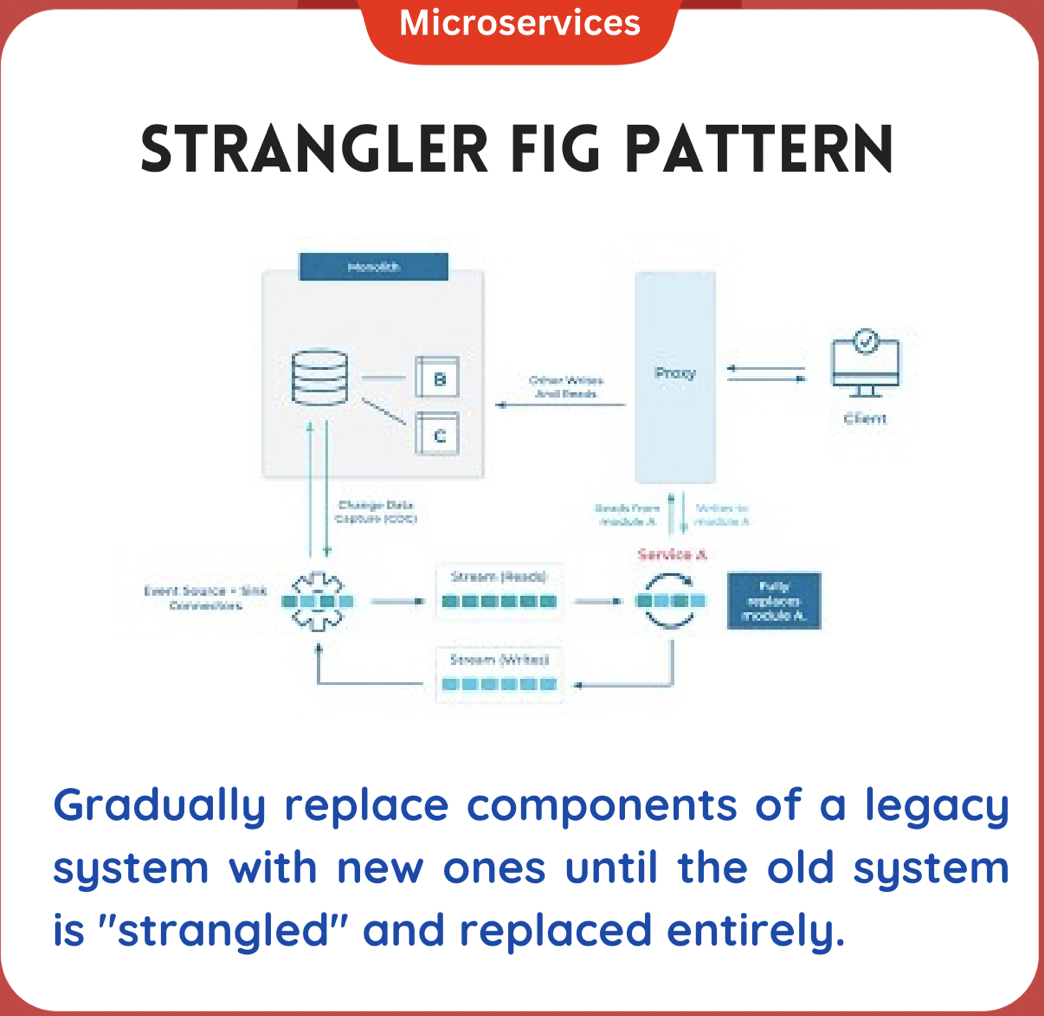 Microservices
STRANGLER FIG PATTERN
Monolith
B
C
Other Writes
And Reads
Proxy
Client
Change Data
Capture (CDC)
Reads from
module A
Writes to
module A
Service A
Event Source + Sink
Connectors
Stream (Reads)
Fully
replaces
module A.
Stream (Writes)
Gradually replace components of a legacy
system with new ones until the old system
is "strangled" and replaced entirely.